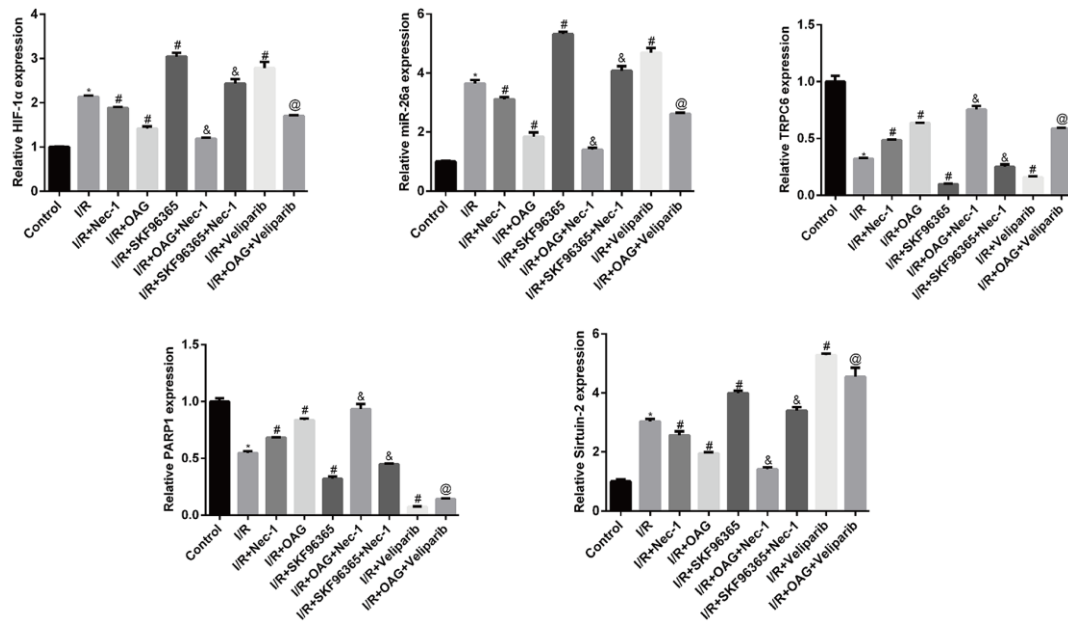 Relative HIF-1α expression
4
3
2
1
0
*
#
#
#
&
&
#
@
Control
I/R
I/R+Nec-1
I/R+OAG
I/R+SKF96365
I/R+OAG+Nec-1
I/R+SKF96365+Nec-1
I/R+Veliparib
I/R+OAG+Veliparib
Relative miR-26a expression
6
4
2
0
*
#
#
#
&
&
#
@
Control
I/R
I/R+Nec-1
I/R+OAG
I/R+SKF96365
I/R+OAG+Nec-1
I/R+SKF96365+Nec-1
I/R+Veliparib
I/R+OAG+Veliparib
Relative TRPC6 expression
1.5
1.0
0.5
0.0
*
#
#
#
&
&
#
@
Control
I/R
I/R+Nec-1
I/R+OAG
I/R+SKF96365
I/R+OAG+Nec-1
I/R+SKF96365+Nec-1
I/R+Veliparib
I/R+OAG+Veliparib
Relative PARP1 expression
1.5
1.0
0.5
0.0
*
#
#
#
&
&
#
@
Control
I/R
I/R+Nec-1
I/R+OAG
I/R+SKF96365
I/R+OAG+Nec-1
I/R+SKF96365+Nec-1
I/R+Veliparib
I/R+OAG+Veliparib
Relative Sirtuin-2 expression
6
4
2
0
*
#
#
#
&
&
#
@
Control
I/R
I/R+Nec-1
I/R+OAG
I/R+SKF96365
I/R+OAG+Nec-1
I/R+SKF96365+Nec-1
I/R+Veliparib
I/R+OAG+Veliparib